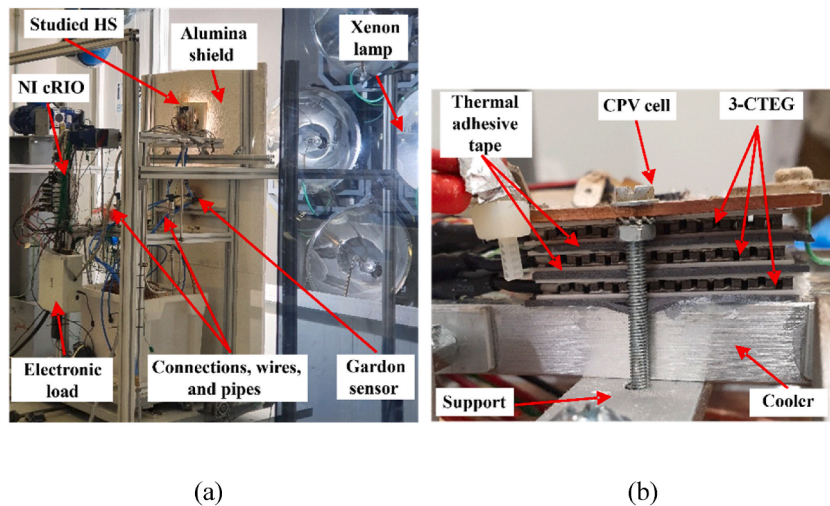 Studied HS
Alumina
shield
Xenon
lamp
NI cRIO
Electronic
load
Connections, wires,
and pipes
Gardon
sensor
Thermal
adhesive
tape
CPV cell
3-CTEG
Support
Cooler
(a)
(b)